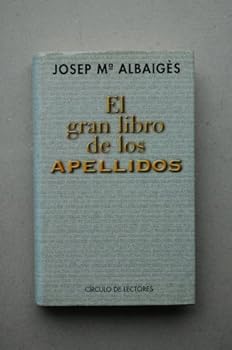 JOSEP Mª ALBAIGÈS
El
gran libro
de los
APELLIDOS
CÍRCULO DE LECTORES